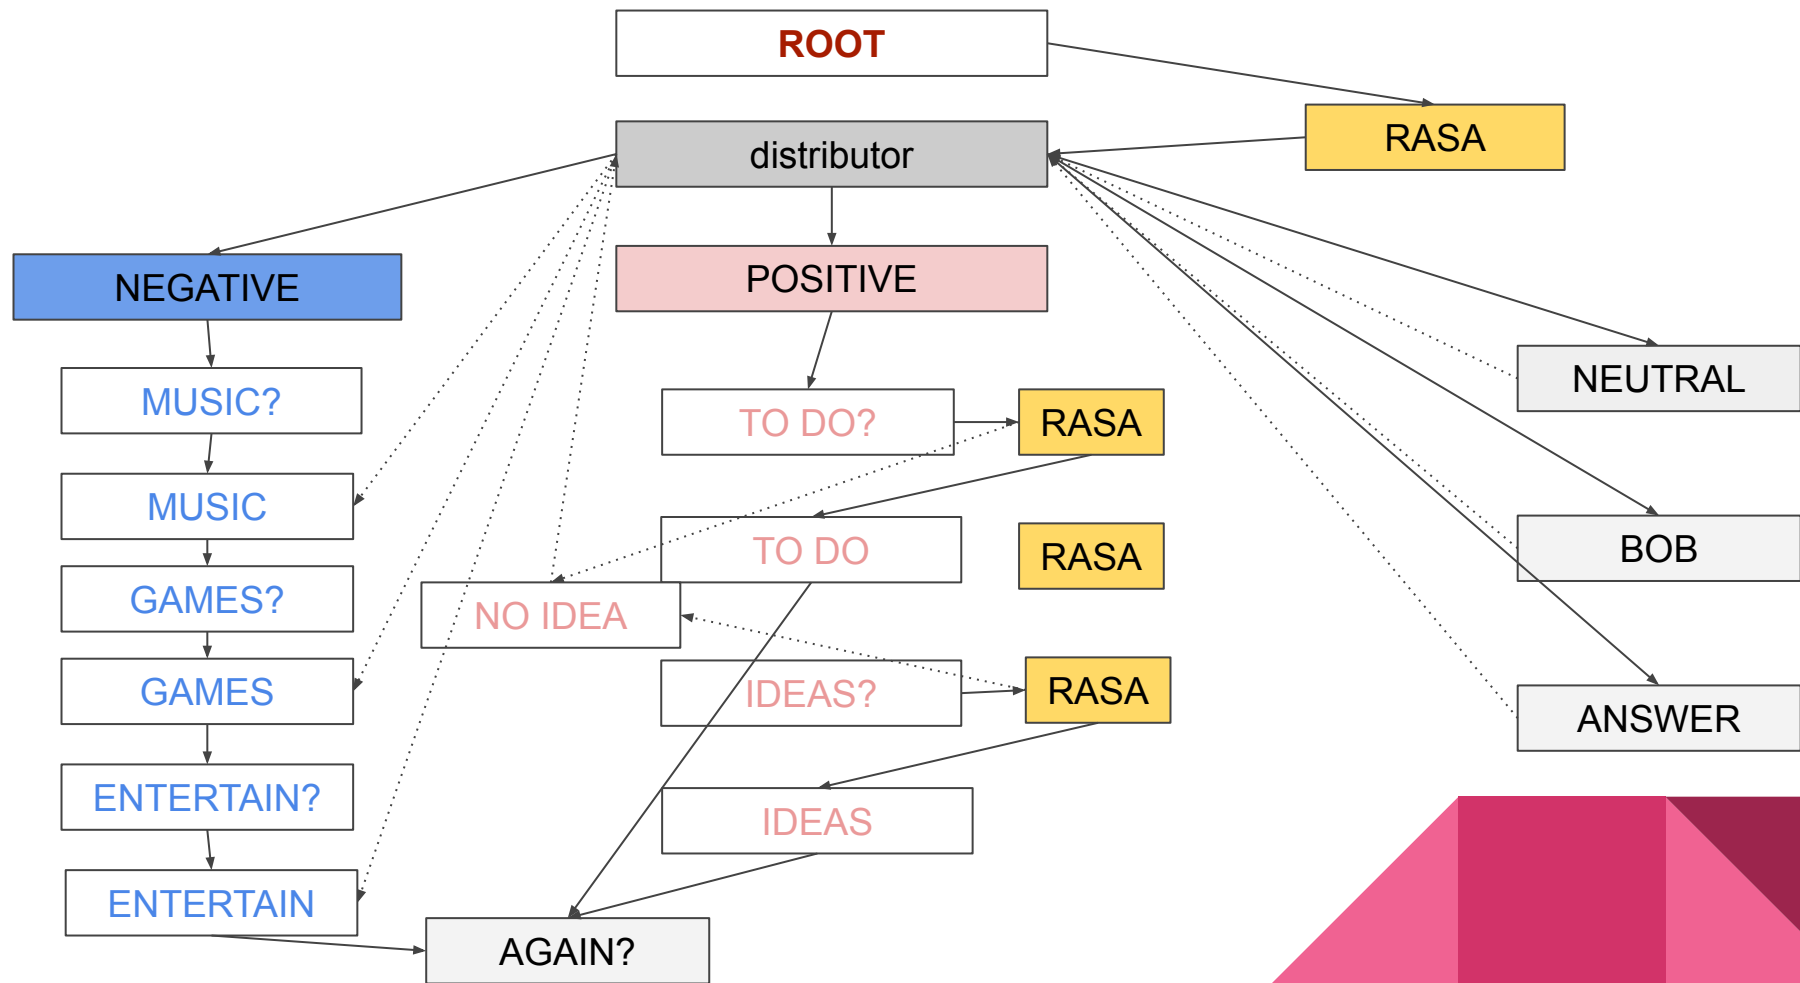 ROOT
RASA
distributor
NEGATIVE
POSITIVE
NEUTRAL
MUSIC?
TO DO?
RASA
MUSIC
TO DO
RASA
BOB
GAMES?
NO IDEA
GAMES
IDEAS?
RASA
ANSWER
ENTERTAIN?
IDEAS
ENTERTAIN
AGAIN?